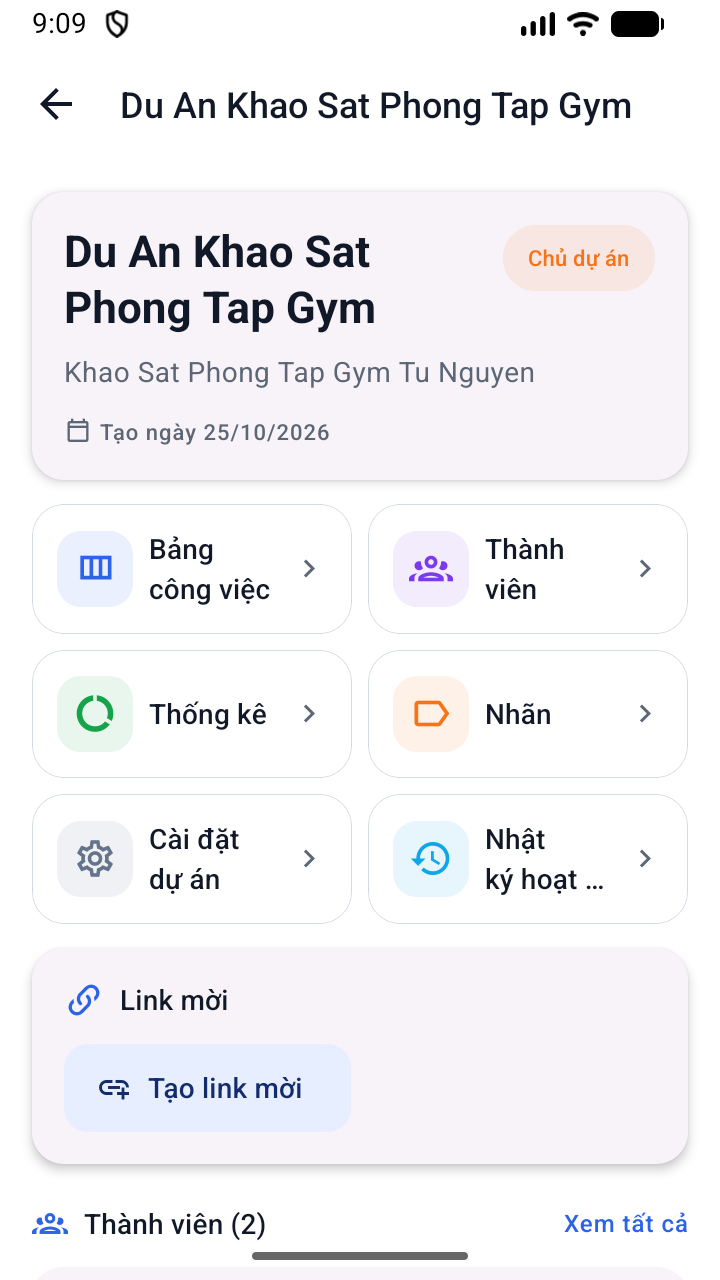 9:09
Du An Khao Sat Phong Tap Gym
Du An Khao Sat
Phong Tap Gym
Chủ dự án
Khao Sat Phong Tap Gym Tu Nguyen
Tạo ngày 25/10/2026
Bảng
công việc
Thành
viên
Thống kê
Nhãn
Cài đặt
dự án
Nhật
ký hoạt ...
Link mời
Tạo link mời
Thành viên (2)
Xem tất cả